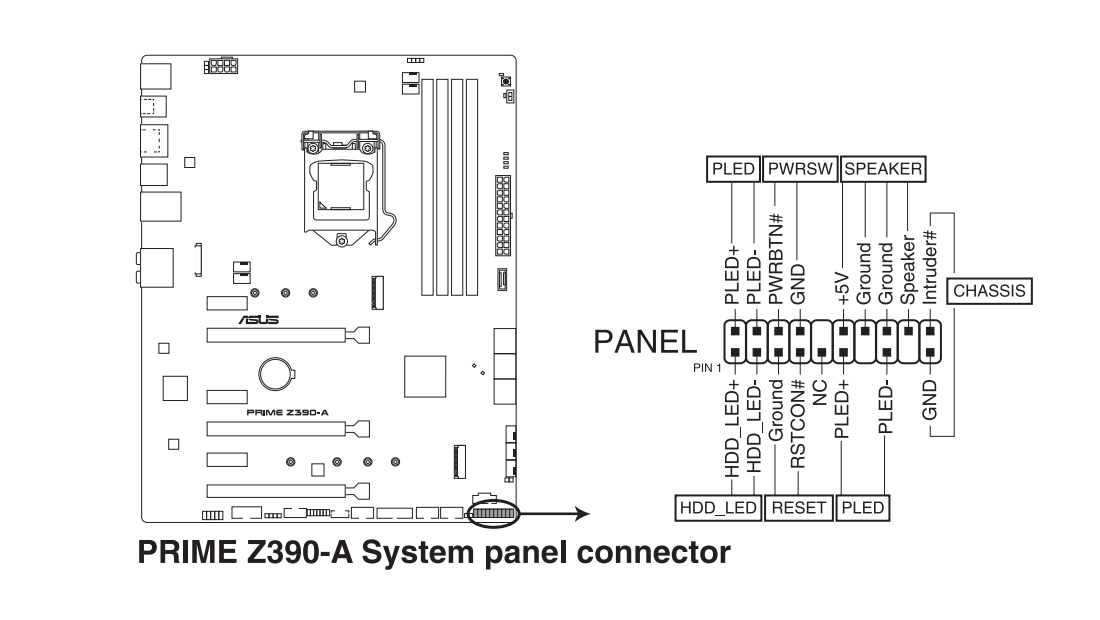 PLED PWRSW SPEAKER
PLED+
PLED-
PWRBTN#
GND
+5V
Ground
Ground
Speaker
Intruder#
CHASSIS
PANEL
PIN 1
HDD_LED+
HDD_LED-
Ground
RSTCON#
NC
PLED+
PLED-
GND
HDD_LED RESET PLED
ASUS
PRIME Z390-A
PRIME Z390-A System panel connector